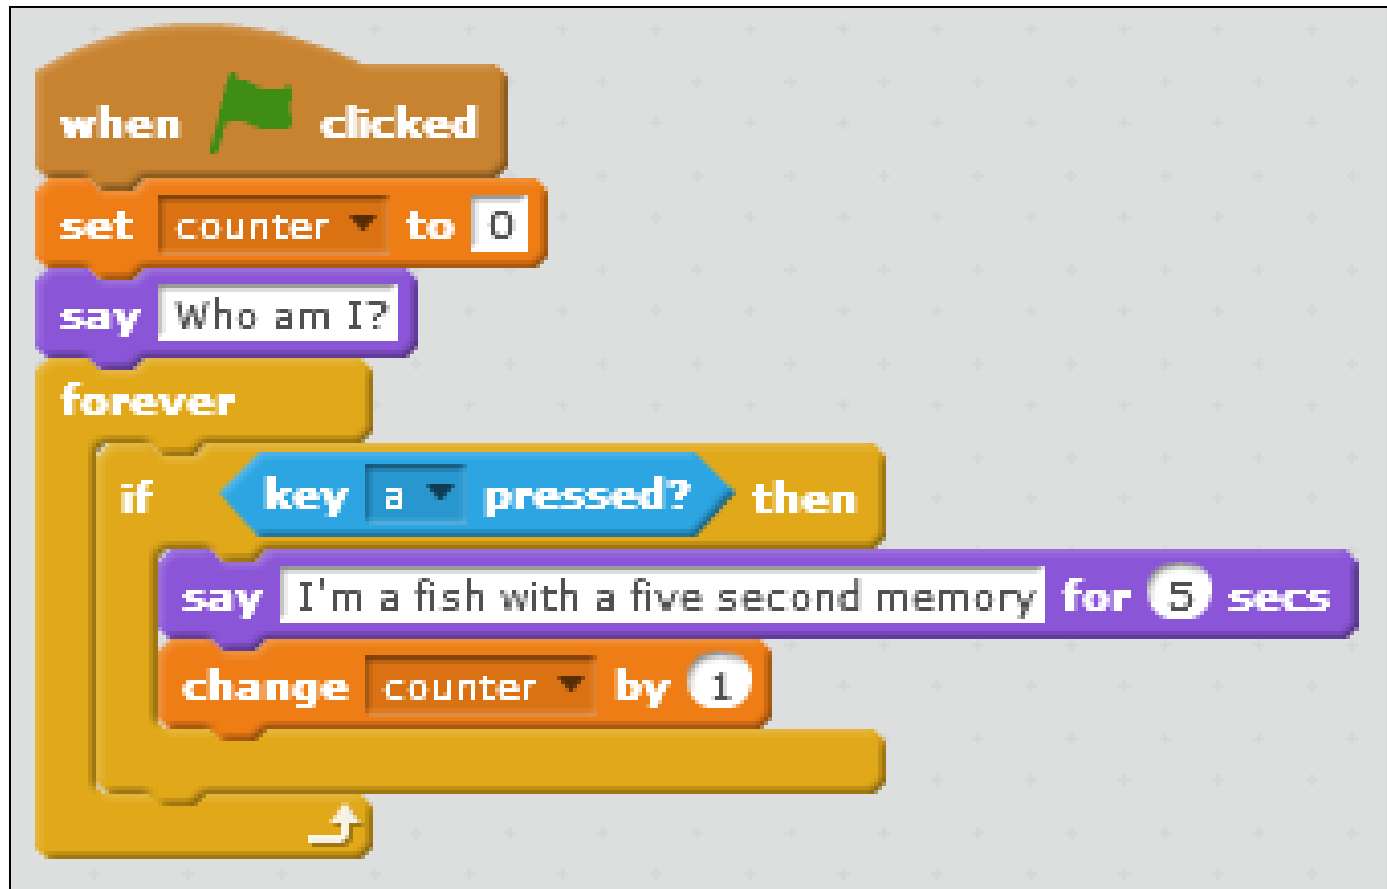 when clicked
set counter to 0
say Who am I?
forever
if key a pressed? then
say I'm a fish with a five second memory for 5 secs
change counter by 1